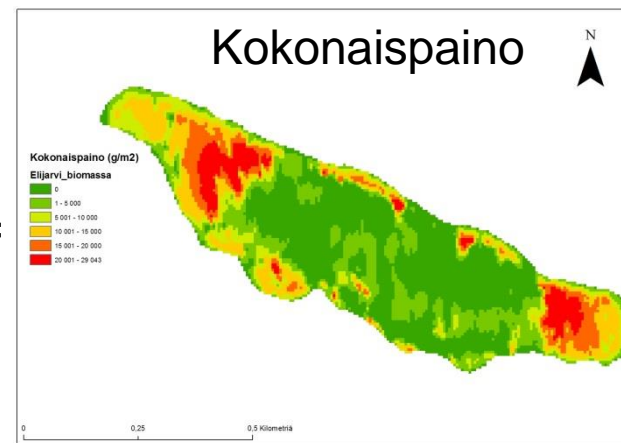 Kokonaispaino
N
Kokonaispaino (g/m2)
Elijarvi_biomassa
0
1 - 5 000
5 001 - 10 000
10 001 - 15 000
15 001 - 20 000
20 001 - 29 043
0 0,25 0,5 Kilometriä